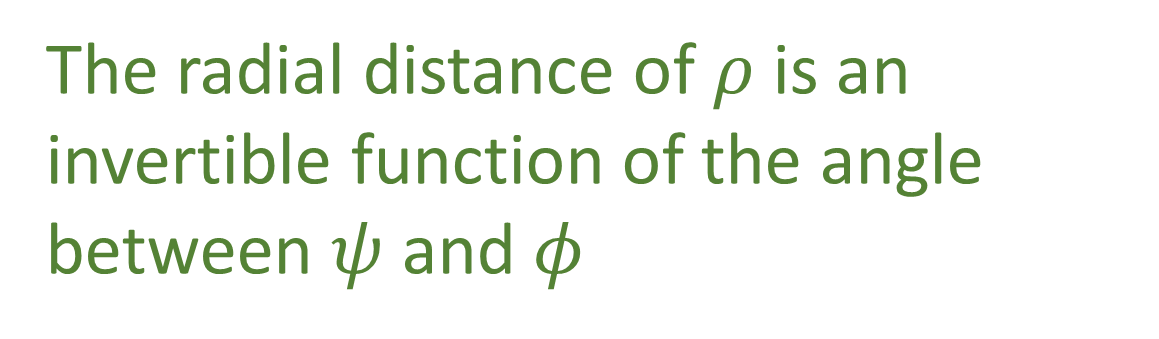 The radial distance of ρ is an
invertible function of the angle
between ψ and ϕ